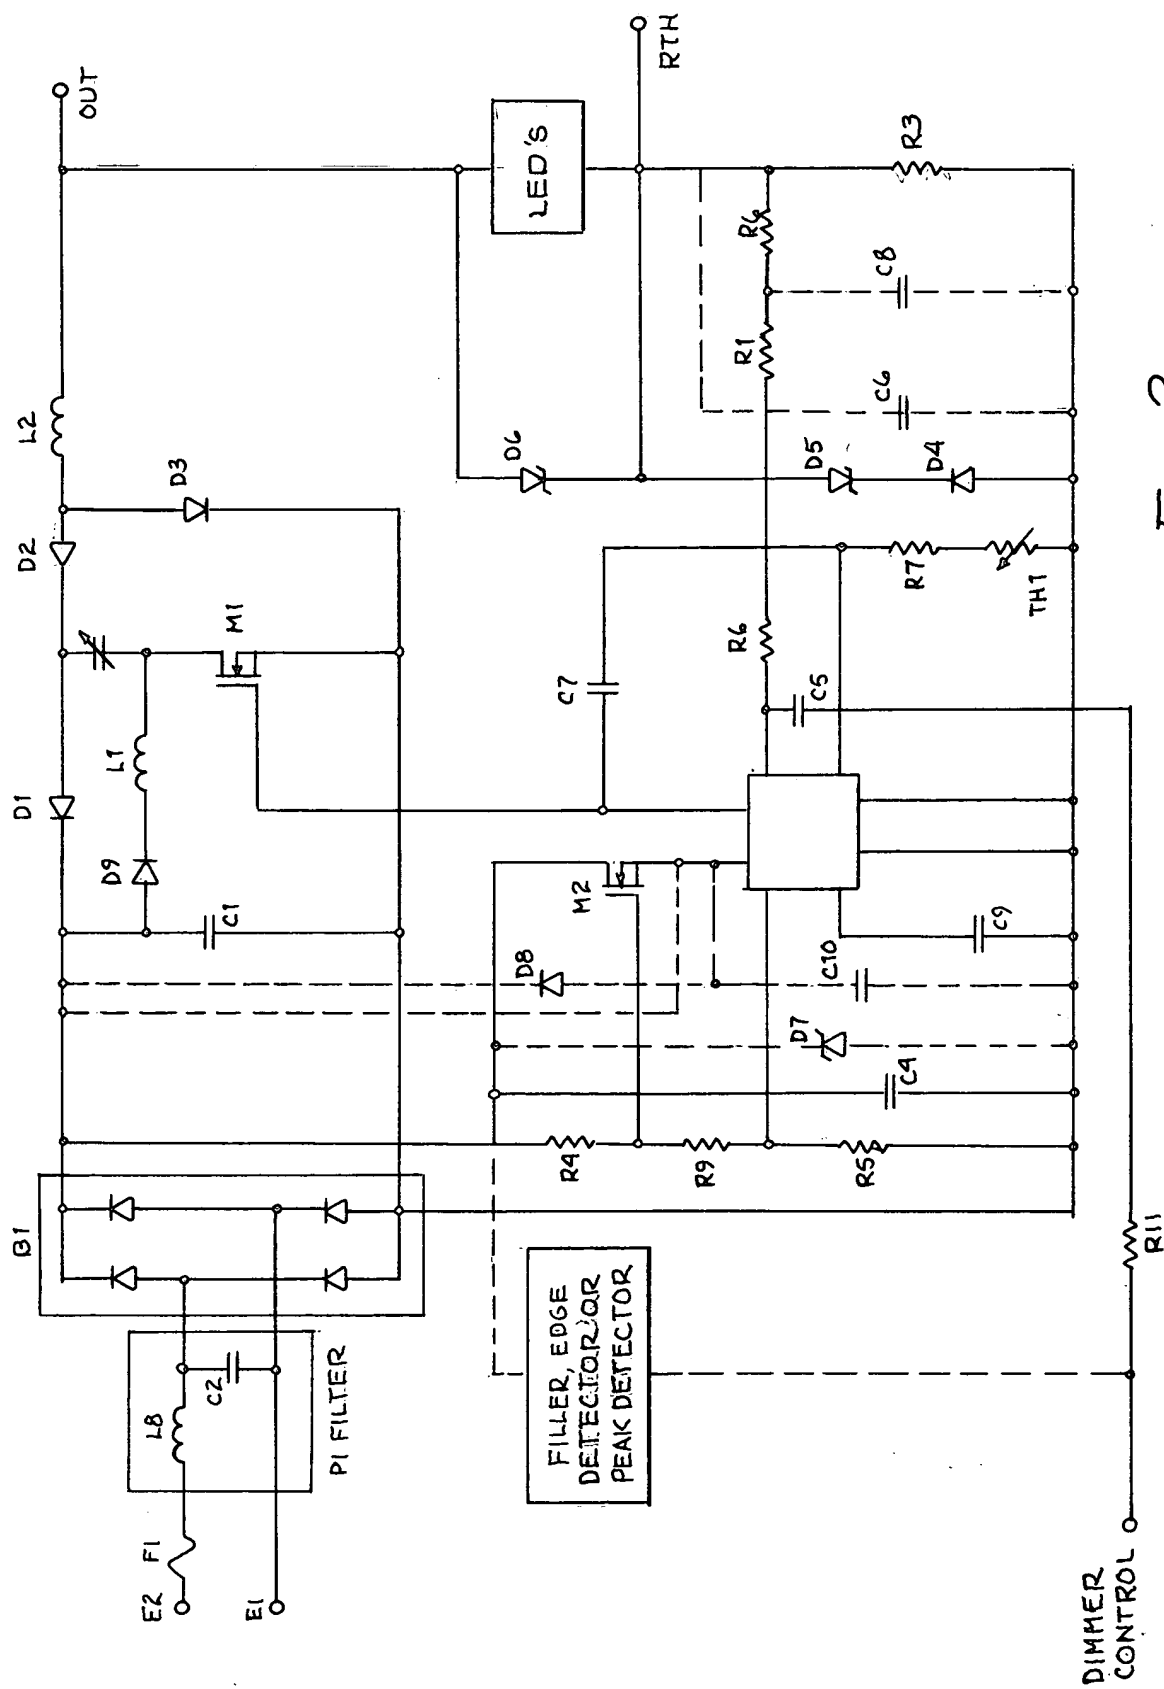 B1
D1
D2
L2
OUT
D9
L1
E2
F1
L8
D3
C2
C1
M1
E1
PI FILTER
D8
D6
C7
LED'S
FILLER, EDGE
DETECTOR/OR
PEAK DETECTOR
R4
M2
RTH
R9
R6
R1
R6
D7
C5
D5
C10
R5
C6
C8
C4
R7
R3
D4
C9
TH1
DIMMER
CONTROL
R11